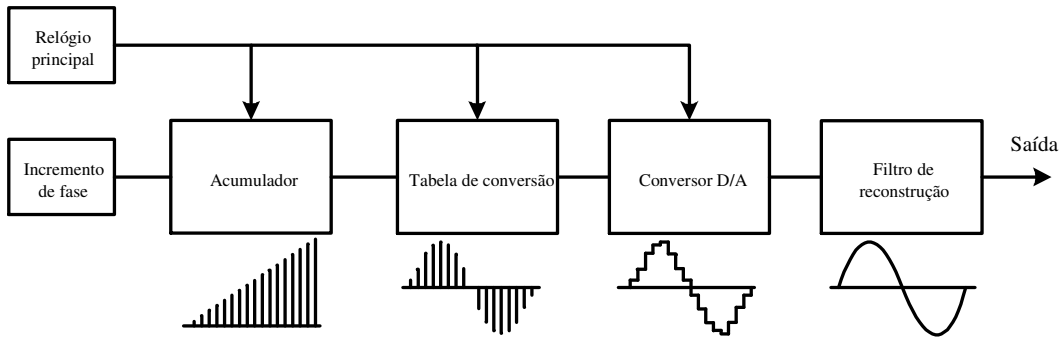 Relógio
principal
Incremento
de fase
Acumulador
Tabela de conversão
Conversor D/A
Filtro de
reconstrução
Saída